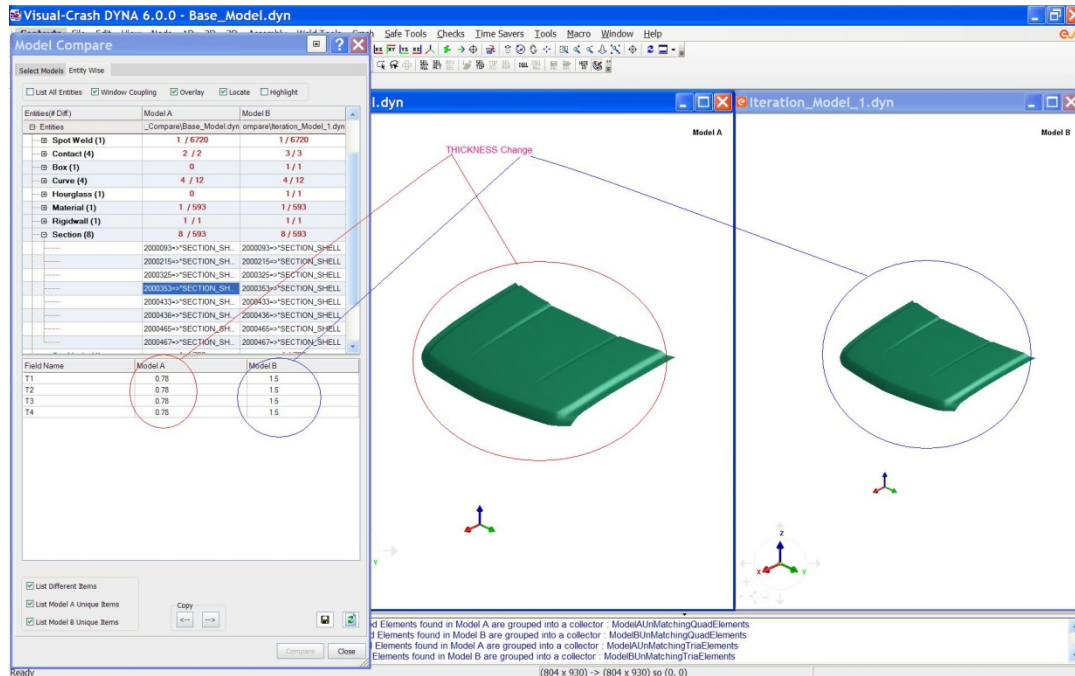 Visual-Crash DYNA 6.0.0 - Base_Model.dyn
Safe Tools Checks Time Savers Tools Macro Window Help
Model Compare
Select Models Entity Wise
List All Entities Window Coupling Overlay Locate Highlight
Entities(# Diff.) Model A Model B
Entities _Compare\Base_Model.dyn ompare\Iteration_Model_1.dyn
Spot Weld (1) 1 / 6720 1 / 6720
Contact (4) 2 / 2 3 / 3
Box (1) 0 1 / 1
Curve (4) 4 / 12 4 / 12
Hourglass (1) 0 1 / 1
Material (1) 1 / 593 1 / 593
Rigidwall (1) 1 / 1 1 / 1
Section (8) 8 / 593 8 / 593
2000093=>*SECTION_SH... 2000093=>*SECTION_SHELL
2000215=>*SECTION_SH... 2000215=>*SECTION_SHELL
2000325=>*SECTION_SH... 2000325=>*SECTION_SHELL
2000353=>*SECTION_SH... 2000353=>*SECTION_SHELL
2000433=>*SECTION_SH... 2000433=>*SECTION_SHELL
2000436=>*SECTION_SH... 2000436=>*SECTION_SHELL
2000465=>*SECTION_SH... 2000465=>*SECTION_SHELL
2000467=>*SECTION_SH... 2000467=>*SECTION_SHELL
Field Name Model A Model B
T1 0.78 1.5
T2 0.78 1.5
T3 0.78 1.5
T4 0.78 1.5
List Different Items
List Model A Unique Items
List Model B Unique Items
Copy
<-- -->
Compare Close
l.dyn
Model A
THICKNESS Change
Y
Iteration_Model_1.dyn
Model B
Z
X Y
d Elements found in Model A are grouped into a collector : ModelAUnMatchingQuadElements
d Elements found in Model B are grouped into a collector : ModelBUnMatchingQuadElements
Elements found in Model A are grouped into a collector : ModelAUnMatchingTriaElements
Elements found in Model B are grouped into a collector : ModelBUnMatchingTriaElements
Ready (804 x 930) -> (804 x 930) so (0, 0)